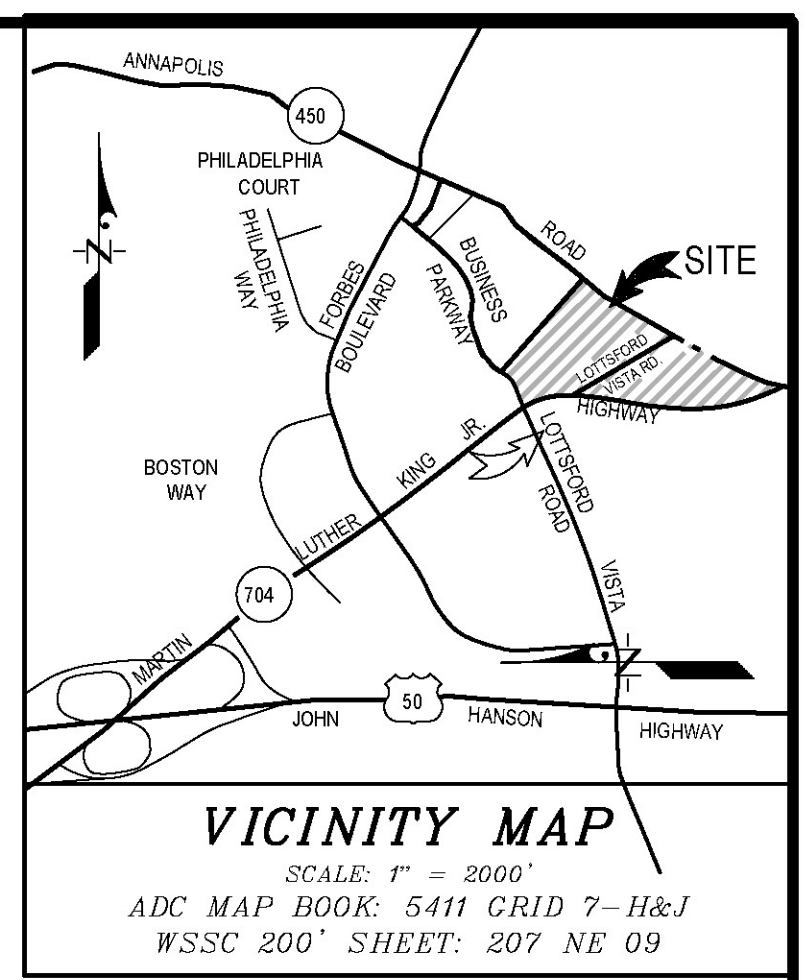 ANNAPOLIS
450
PHILADELPHIA
COURT
PHILADELPHIA
WAY
FORBES
BOULEVARD
BUSINESS
PARKWAY
ROAD
SITE
LOTTSFORD
VISTA RD.
HIGHWAY
N
BOSTON
WAY
JR.
KING
LUTHER
LOTTSFORD
ROAD
VISTA
704
MARTIN
N
50
JOHN
HANSON
HIGHWAY
VICINITY MAP
SCALE: 1" = 2000'
ADC MAP BOOK: 5411 GRID 7-H&J
WSSC 200' SHEET: 207 NE 09